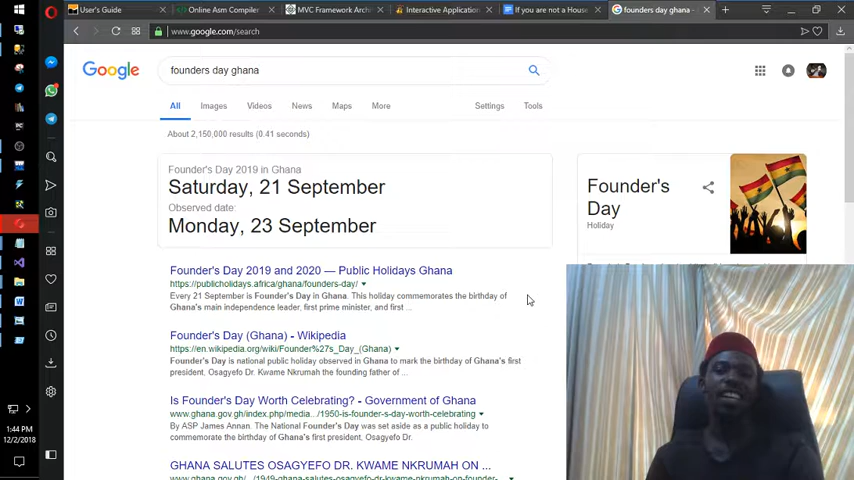 User's Guide
Online Asm Compiler
MVC Framework Arch
Interactive Application
If you are not a House
founders day ghana -
www.google.com/search
Google
founders day ghana
All
Images
Videos
News
Maps
More
Settings
Tools
About 2,150,000 results (0.41 seconds)
Founder's Day 2019 in Ghana
Saturday, 21 September
Observed date:
Monday, 23 September
Founder's
Day
Holiday
Founder's Day 2019 and 2020 — Public Holidays Ghana
https://publicholidays.africa/ghana/founders-day/
Every 21 September is Founder's Day in Ghana. This holiday commemorates the birthday of
Ghana's main independence leader, first prime minister, and first ...
Founder's Day (Ghana) - Wikipedia
https://en.wikipedia.org/wiki/Founder%27s_Day_(Ghana)
Founder's Day is national public holiday observed in Ghana to mark the birthday of Ghana's first
president, Osagyefo Dr. Kwame Nkrumah the founding father of ...
Is Founder's Day Worth Celebrating? - Government of Ghana
www.ghana.gov.gh/index.php/media.../1950-is-founder-s-day-worth-celebrating
By ASP James Annan. The National Founder's Day was set aside as a public holiday to
commemorate the birthday of Ghana's first president, Osagyefo Dr.
GHANA SALUTES OSAGYEFO DR. KWAME NKRUMAH ON ...
1:44 PM
12/2/2018